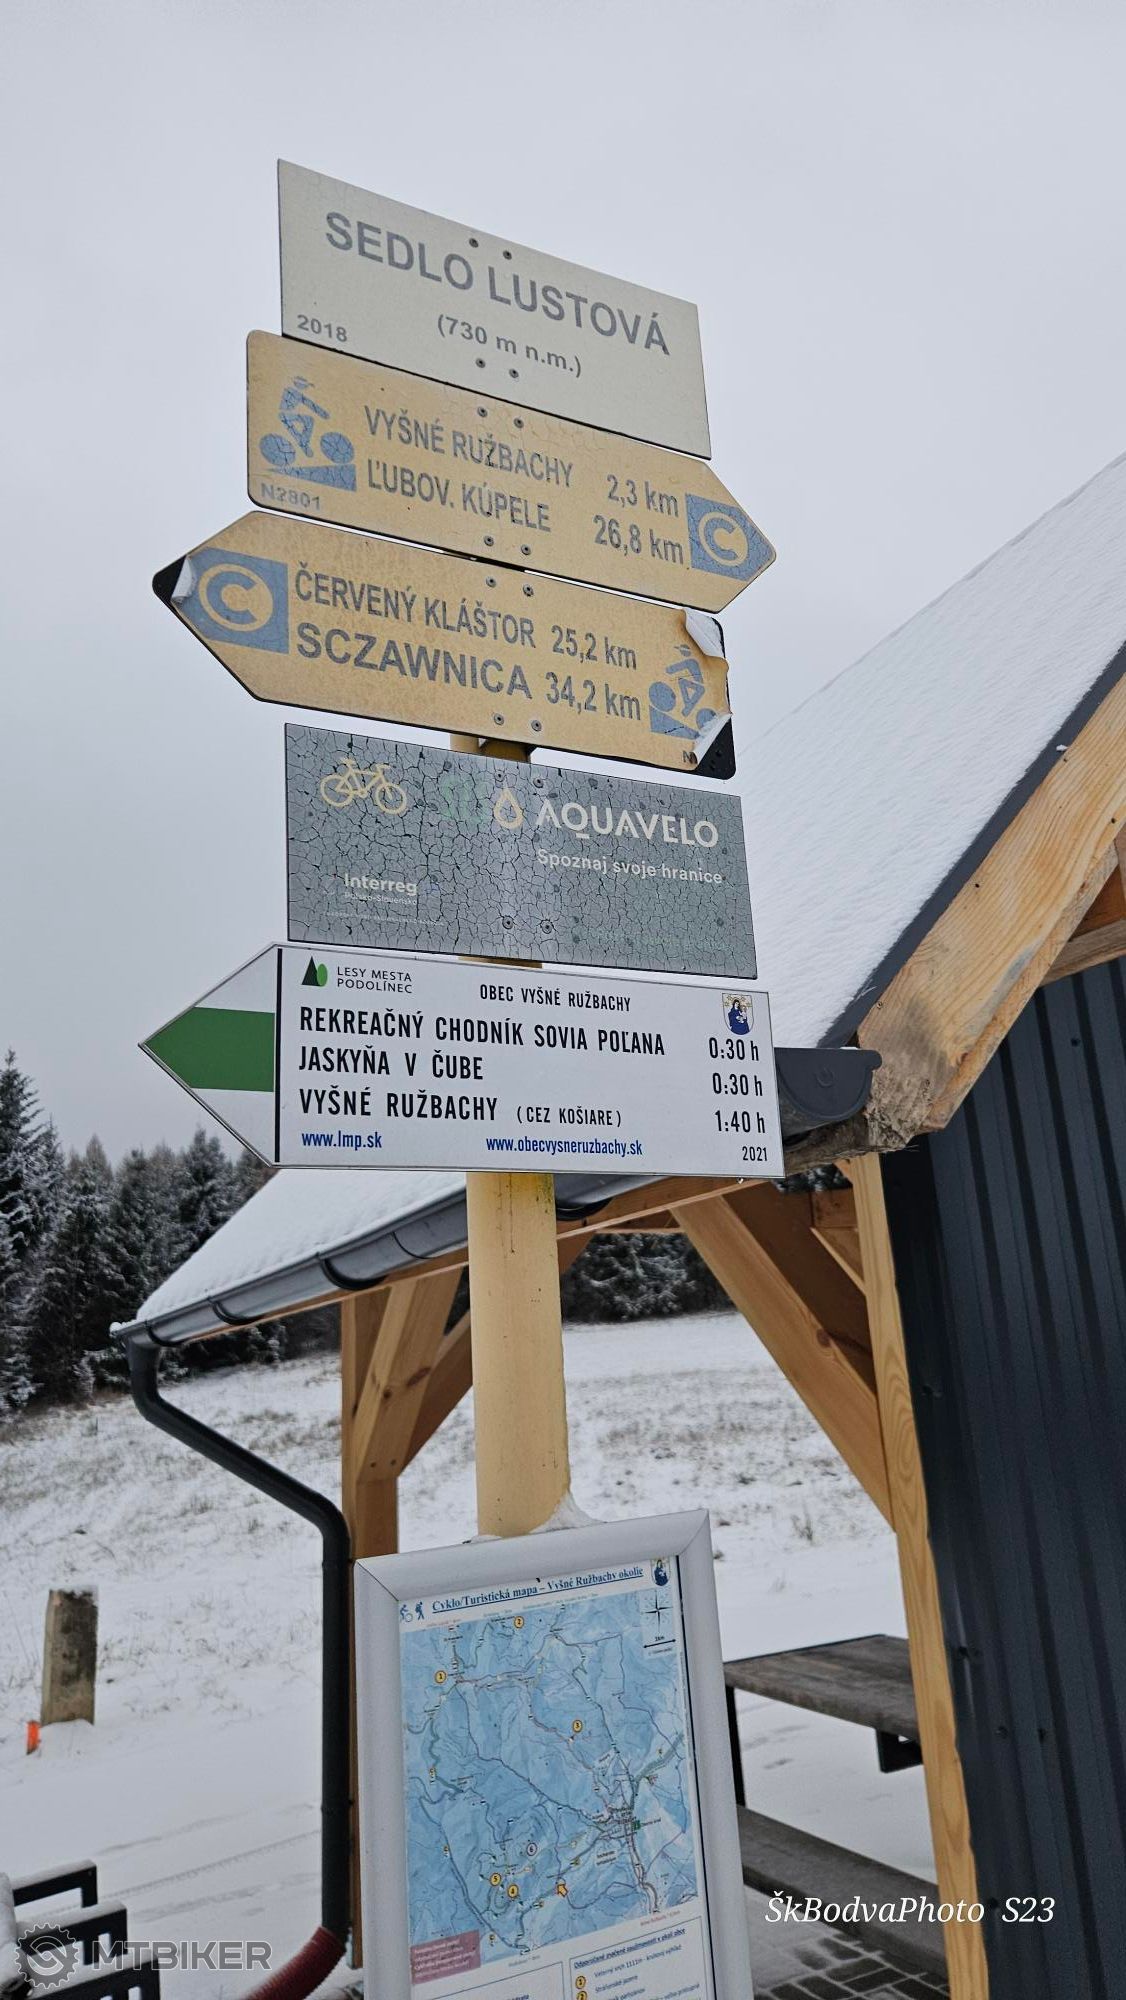 SEDLO LUSTOVÁ
(730 m n.m.)
2018
VYŠNÉ RUŽBACHY 2,3 km
ĽUBOV. KÚPELE 26,8 km
N2801
C
C
ČERVENÝ KLÁŠTOR 25,2 km
SCZAWNICA 34,2 km
AQUAVELO
Spoznaj svoje hranice
Interreg
LESY MESTA
PODOLÍNEC
OBEC VYŠNÉ RUŽBACHY
REKREAČNÝ CHODNÍK SOVIA POĽANA 0:30 h
JASKYŇA V ČUBE 0:30 h
VYŠNÉ RUŽBACHY (CEZ KOŠIARE) 1:40 h
www.lmp.sk www.obecvysneruzbachy.sk 2021
Cyklo/Turistická mapa – Vyšné Ružbachy okolie
ŠkBodvaPhoto S23
MTBIKER